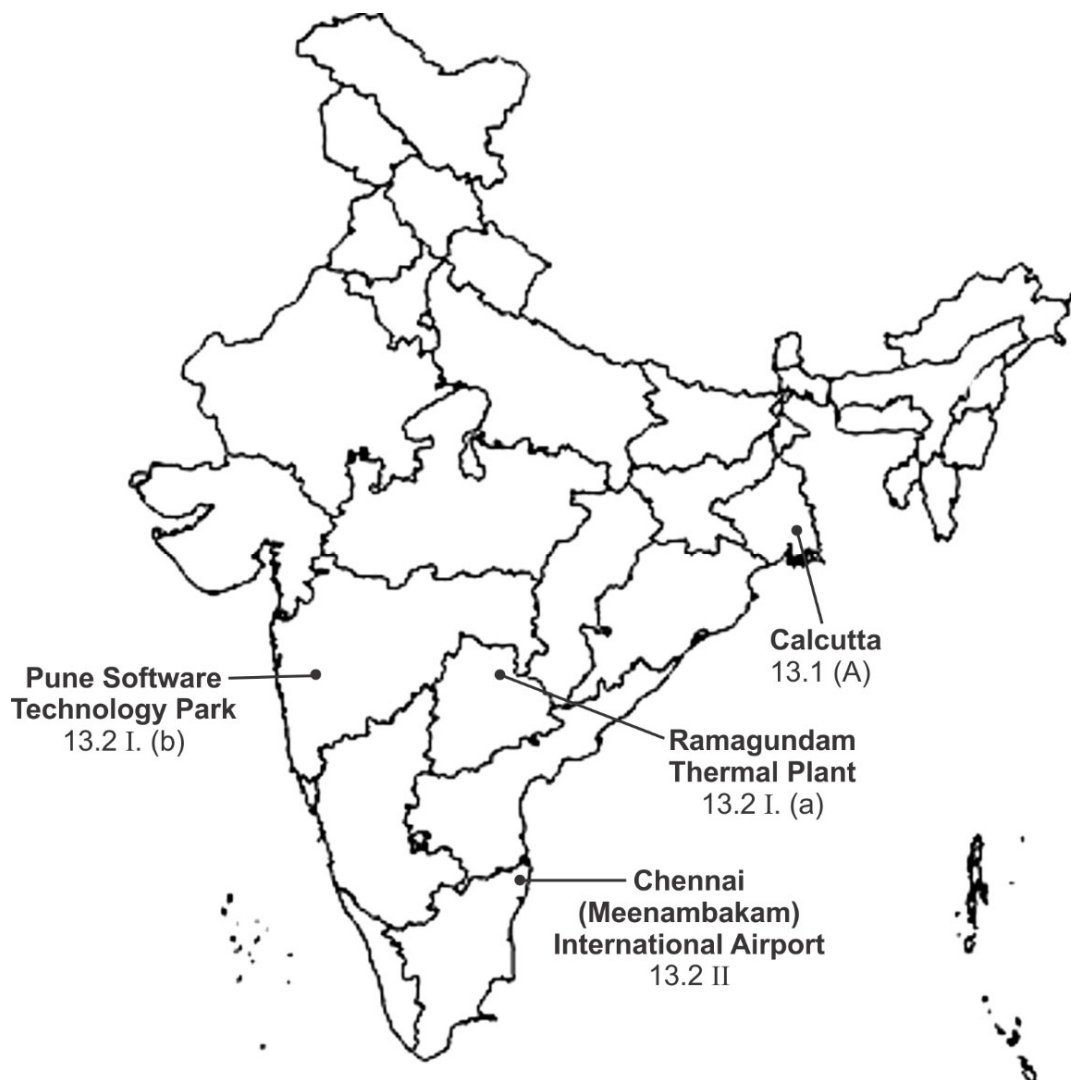 Calcutta
13.1 (A)
Pune Software
Technology Park
13.2 I. (b)
Ramagundam
Thermal Plant
13.2 I. (a)
Chennai
(Meenambakam)
International Airport
13.2 II